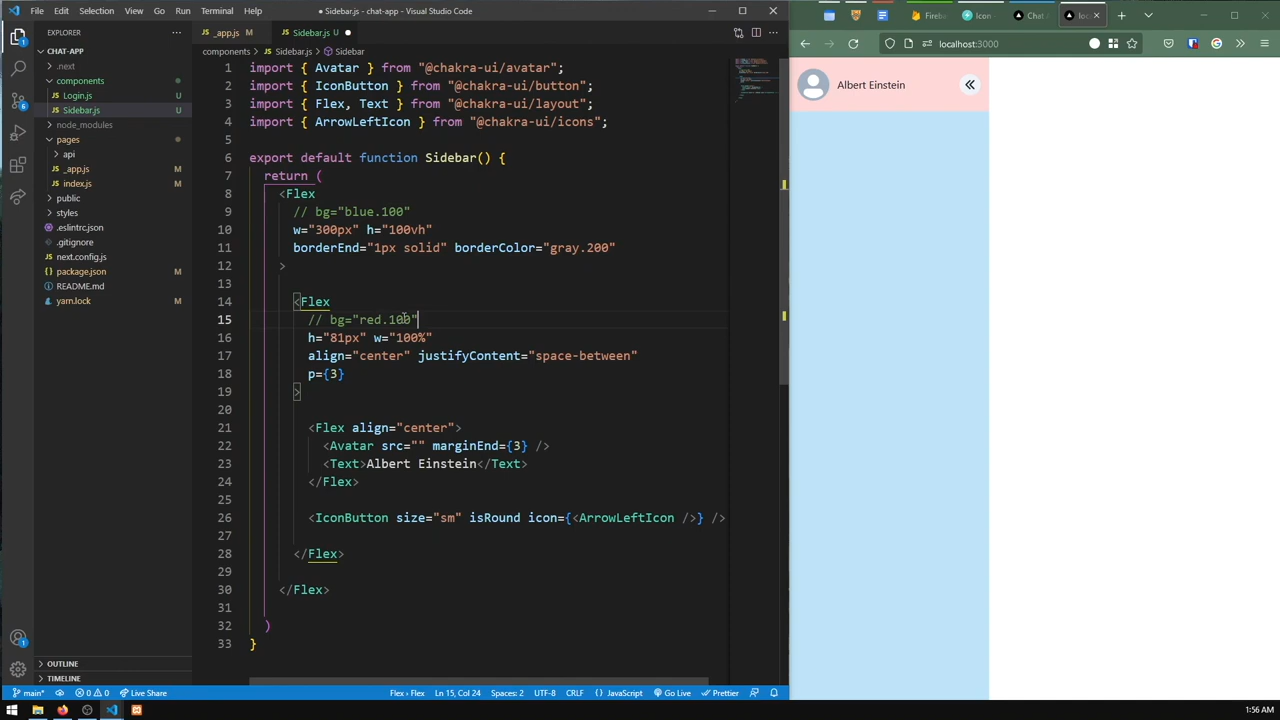 File Edit Selection View Go Run Terminal Help
● Sidebar.js - chat-app - Visual Studio Code
EXPLORER
CHAT-APP
.next
components
Login.js U
Sidebar.js U
node_modules
pages
api
_app.js M
index.js M
public
styles
.eslintrc.json
.gitignore
next.config.js
package.json M
README.md
yarn.lock M
OUTLINE
TIMELINE
_app.js M
Sidebar.js U ●
components > Sidebar.js > Sidebar
1 import { Avatar } from "@chakra-ui/avatar";
2 import { IconButton } from "@chakra-ui/button";
3 import { Flex, Text } from "@chakra-ui/layout";
4 import { ArrowLeftIcon } from "@chakra-ui/icons";
5
6 export default function Sidebar() {
7 return (
8 <Flex
9 // bg="blue.100"
10 w="300px" h="100vh"
11 borderEnd="1px solid" borderColor="gray.200"
12 >
13
14 <Flex
15 // bg="red.100"
16 h="81px" w="100%"
17 align="center" justifyContent="space-between"
18 p={3}
19 >
20
21 <Flex align="center">
22 <Avatar src="" marginEnd={3} />
23 <Text>Albert Einstein</Text>
24 </Flex>
25
26 <IconButton size="sm" isRound icon={<ArrowLeftIcon />} />
27
28 </Flex>
29
30 </Flex>
31
32 )
33 }
main* 0 0 Live Share
Flex > Flex Ln 15, Col 24 Spaces: 2 UTF-8 CRLF {} JavaScript Go Live Prettier
Fireba
Icon -
Chat A
loca
localhost:3000
Albert Einstein
1:56 AM